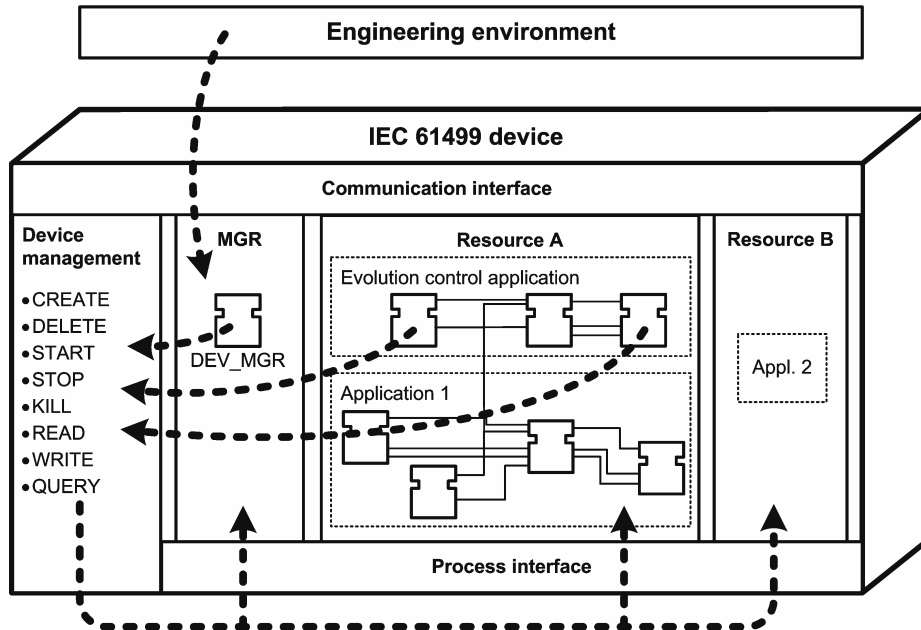 Engineering environment
IEC 61499 device
Communication interface
Device
management
•CREATE
•DELETE
•START
•STOP
•KILL
•READ
•WRITE
•QUERY
MGR
DEV_MGR
Resource A
Evolution control application
Application 1
Resource B
Appl. 2
Process interface